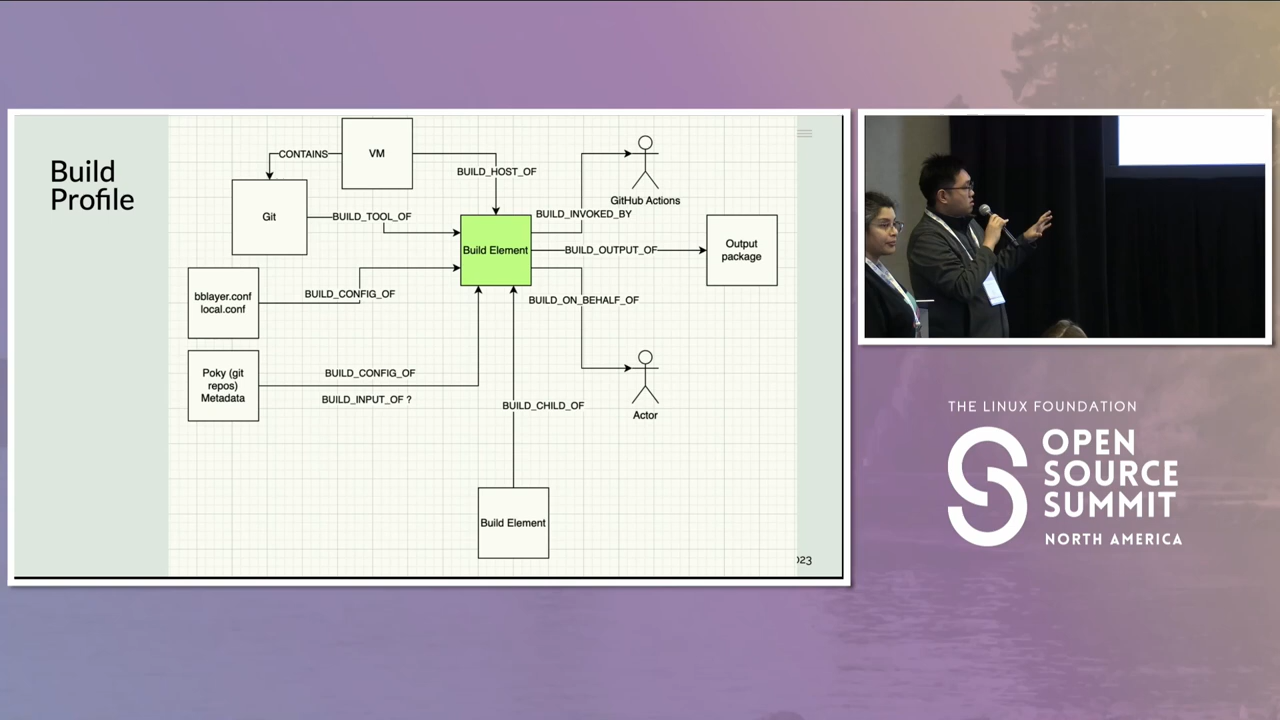 Build
Profile
VM
CONTAINS
BUILD_HOST_OF
Git
BUILD_TOOL_OF
GitHub Actions
BUILD_INVOKED_BY
Build Element
BUILD_OUTPUT_OF
Output
package
bblayer.conf
local.conf
BUILD_CONFIG_OF
BUILD_ON_BEHALF_OF
Poky (git
repos)
Metadata
BUILD_CONFIG_OF
BUILD_INPUT_OF ?
BUILD_CHILD_OF
Actor
Build Element
023
THE LINUX FOUNDATION
OPEN
SOURCE
SUMMIT
NORTH AMERICA